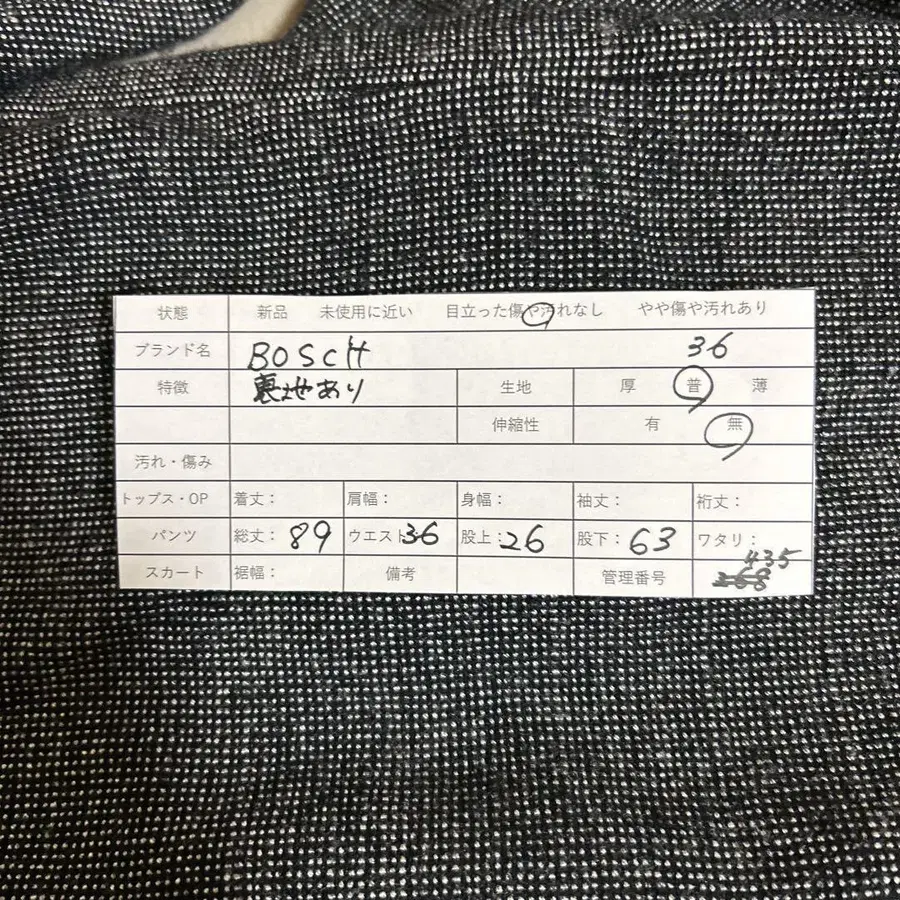 状態 新品 未使用に近い 目立った傷や汚れなし やや傷や汚れあり
ブランド名 BOSCH 36
特徴 裏地あり 生地 厚 普 薄
伸縮性 有 無
汚れ・傷み
トップス・OP 着丈: 肩幅: 身幅: 袖丈: 裄丈:
パンツ 総丈: 89 ウエスト: 36 股上: 26 股下: 63 ワタリ:
スカート 裾幅: 備考 管理番号 435